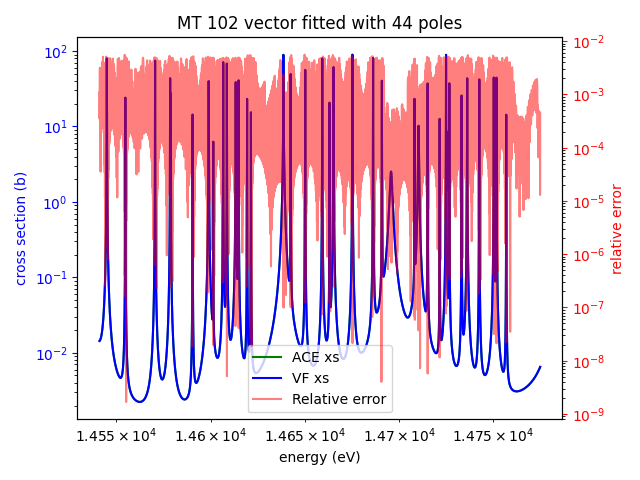 MT 102 vector fitted with 44 poles
10²
10¹
10⁰
10⁻¹
10⁻²
cross section (b)
10⁻²
10⁻³
10⁻⁴
10⁻⁵
10⁻⁶
10⁻⁷
10⁻⁸
10⁻⁹
relative error
ACE xs
VF xs
Relative error
1.455 × 10⁴ 1.46 × 10⁴ 1.465 × 10⁴ 1.47 × 10⁴ 1.475 × 10⁴
energy (eV)